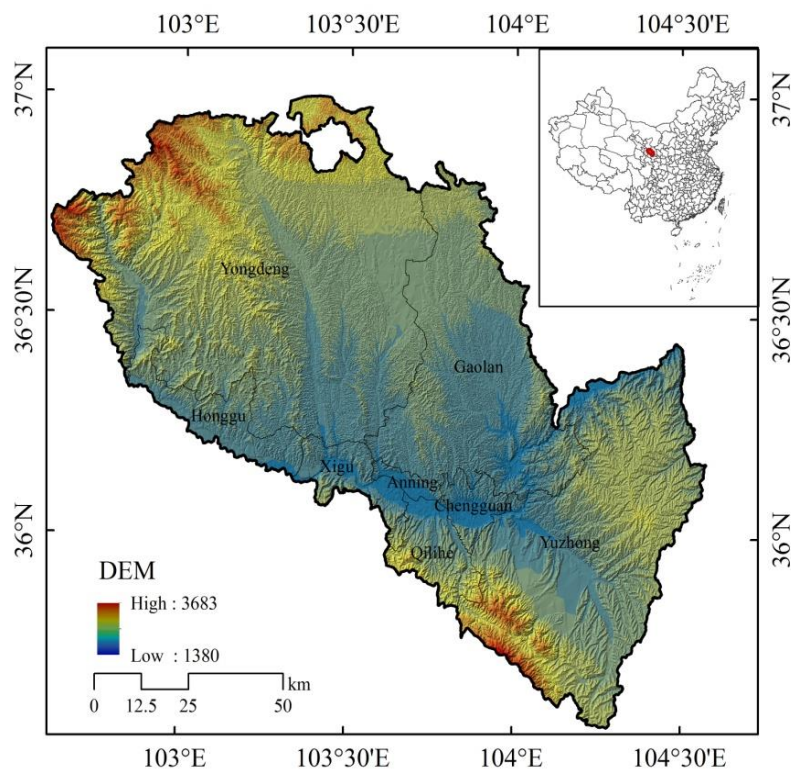 103°E 103°30'E 104°E 104°30'E
37°N 37°N
Yongdeng
36°30'N 36°30'N
Gaolan
Honggu
Xigu
Anning
Chengguan
36°N 36°N
Qilihe
Yuzhong
DEM
High : 3683
Low : 1380
km
0 12.5 25 50
103°E 103°30'E 104°E 104°30'E